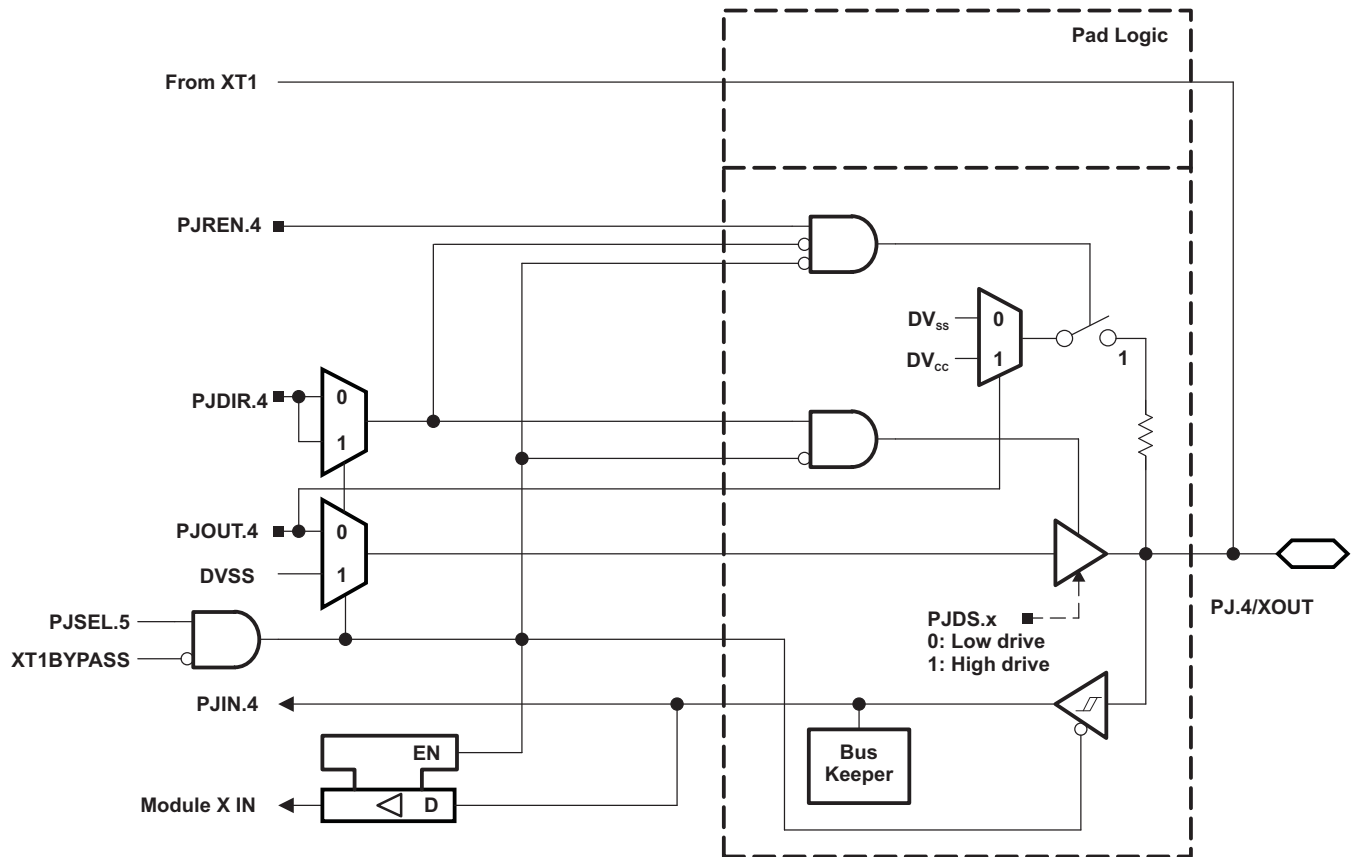 Pad Logic
From XT1
PJREN.4
DVss
0
DVcc
1
1
PJDIR.4
0
1
PJOUT.4
0
DVSS
1
PJSEL.5
XT1BYPASS
PJDS.x
0: Low drive
1: High drive
PJ.4/XOUT
PJIN.4
EN
Bus
Keeper
Module X IN
D